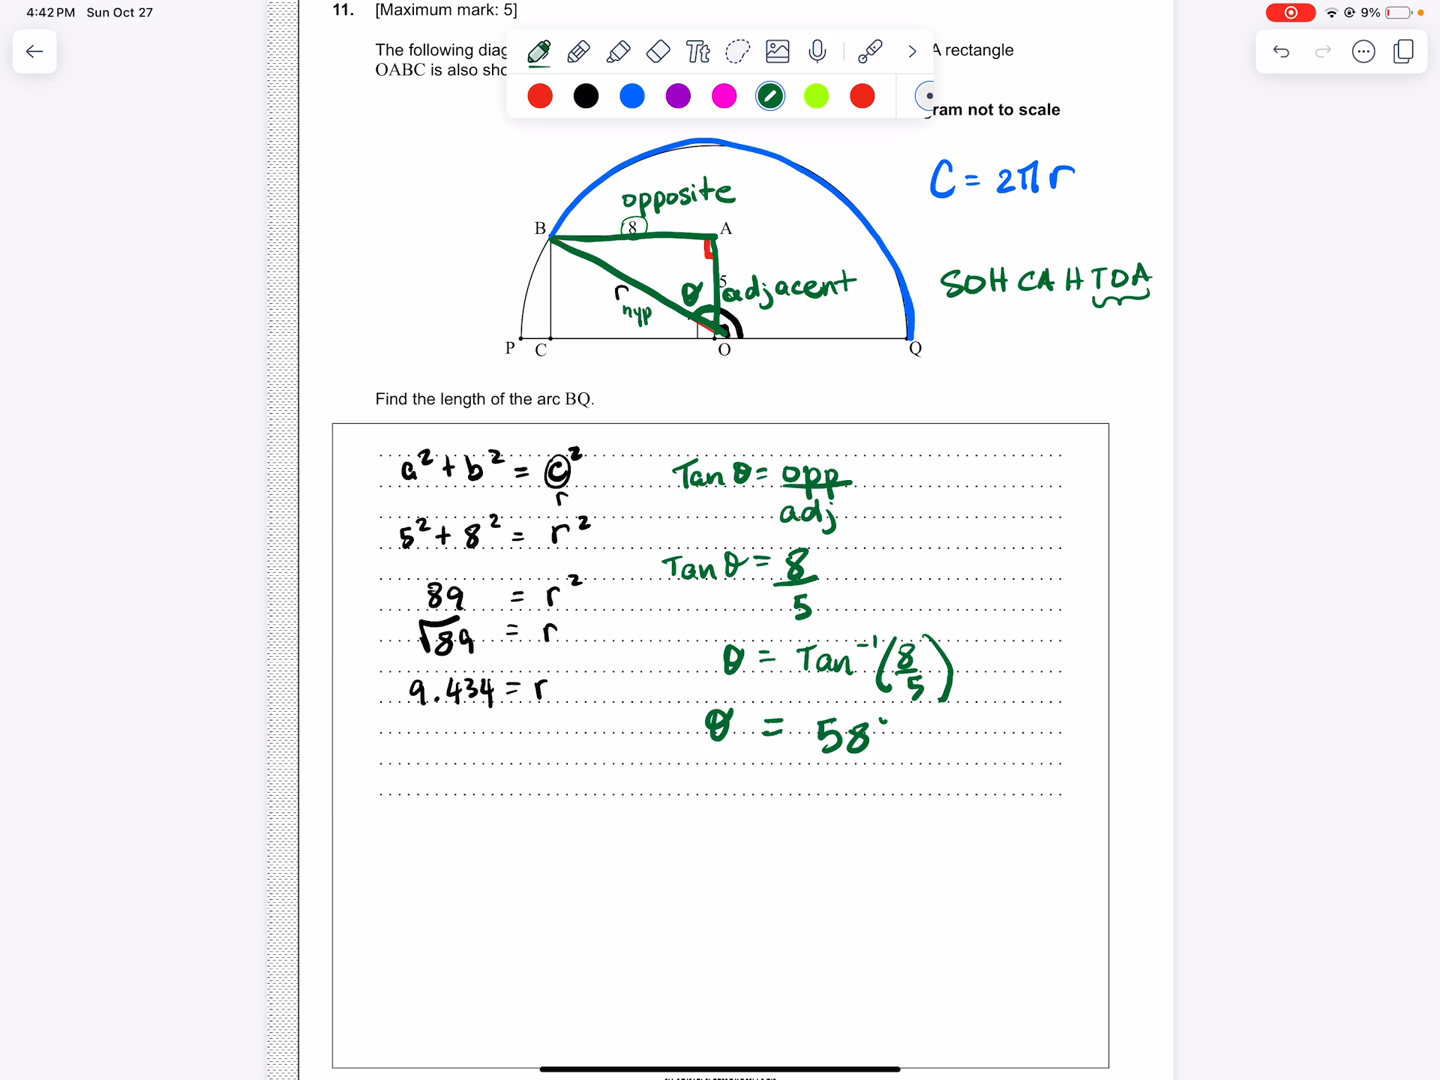 4:42 PM Sun Oct 27
9%
11. [Maximum mark: 5]
The following diag
A rectangle
OABC is also sho
Tt
ram not to scale
C = 2πr
opposite
B 8 A
5
SOH CAH TOA
θ adjacent
r
hyp
P C O Q
Find the length of the arc BQ.
a² + b² = c²
r
5² + 8² = r²
89 = r²
√89 = r
9.434 = r
Tan θ = opp
adj
Tan θ = 8
5
θ = Tan⁻¹(8/5)
θ = 58°